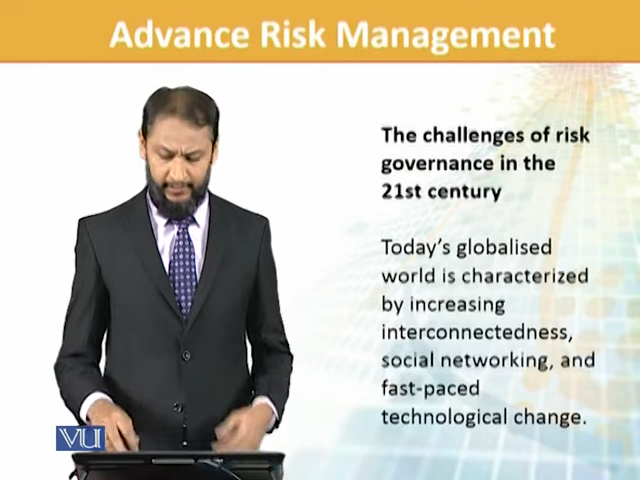 Advance Risk Management
The challenges of risk
governance in the
21st century
Today's globalised
world is characterized
by increasing
interconnectedness,
social networking, and
fast-paced
technological change.
VU